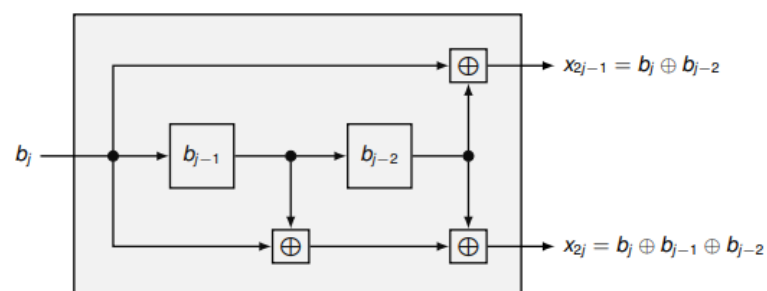 ⊕ x₂ⱼ₋₁ = bⱼ ⊕ bⱼ₋₂
bⱼ bⱼ₋₁ bⱼ₋₂
⊕ ⊕ x₂ⱼ = bⱼ ⊕ bⱼ₋₁ ⊕ bⱼ₋₂